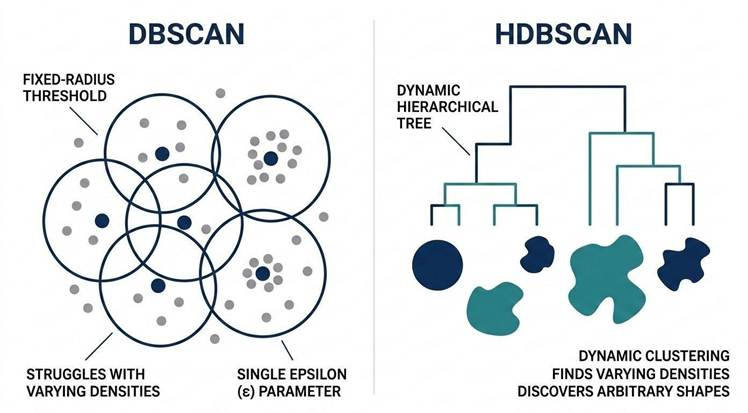 DBSCAN
FIXED-RADIUS
THRESHOLD
STRUGGLES WITH
VARYING DENSITIES
SINGLE EPSILON
(ε) PARAMETER
HDBSCAN
DYNAMIC
HIERARCHICAL
TREE
DYNAMIC CLUSTERING
FINDS VARYING DENSITIES
DISCOVERS ARBITRARY SHAPES